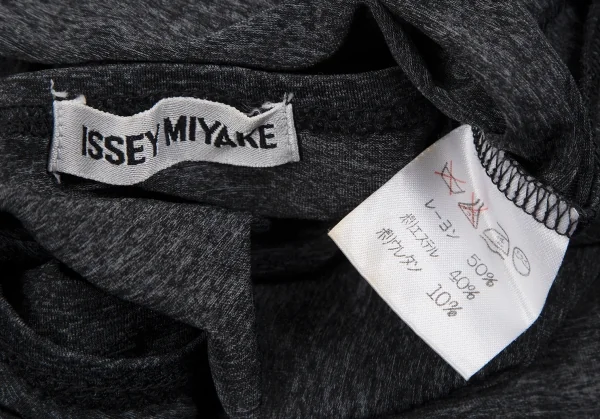 ISSEY MIYAKE
レーヨン 50%
ポリエステル 40%
ポリウレタン 10%